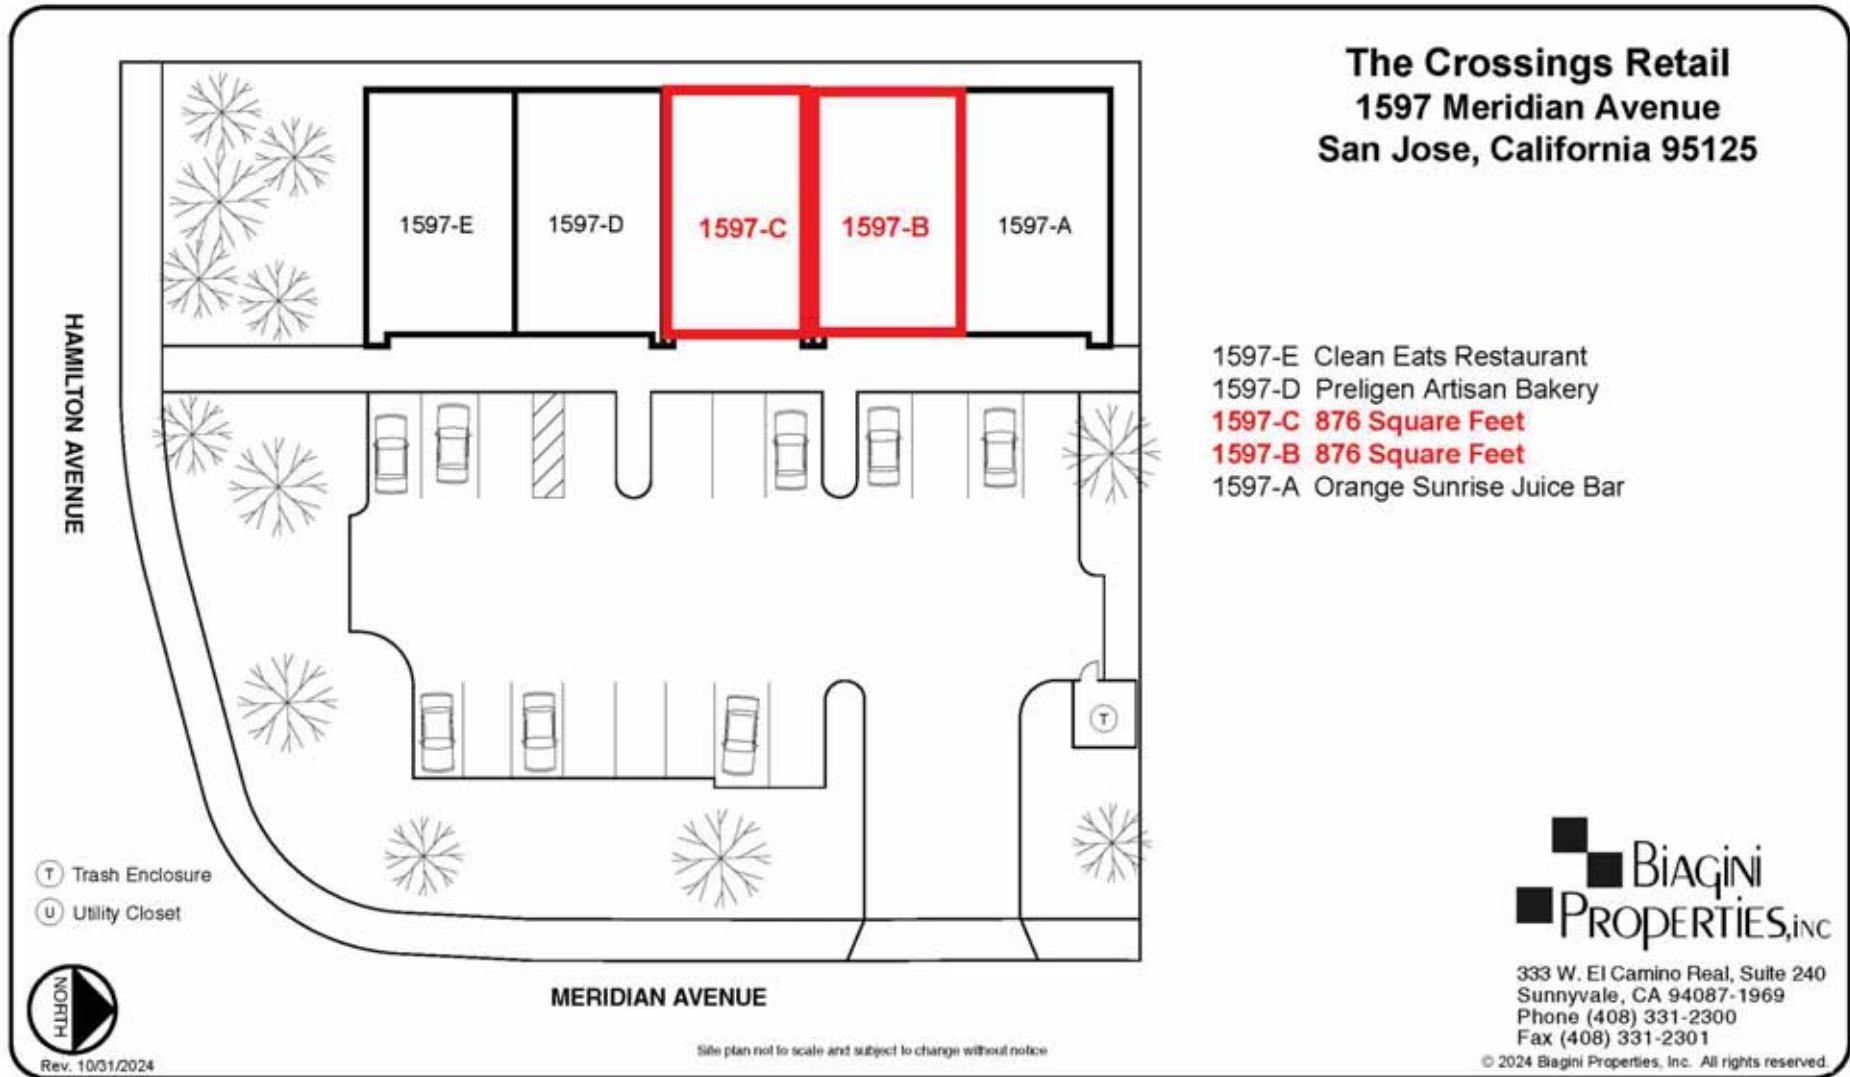 The Crossings Retail
1597 Meridian Avenue
San Jose, California 95125
1597-E
1597-D
1597-C
1597-B
1597-A
HAMILTON AVENUE
1597-E Clean Eats Restaurant
1597-D Preligen Artisan Bakery
1597-C 876 Square Feet
1597-B 876 Square Feet
1597-A Orange Sunrise Juice Bar
T
T Trash Enclosure
U Utility Closet
NORTH
Rev. 10/31/2024
MERIDIAN AVENUE
Site plan not to scale and subject to change without notice
BiAgiNi
PROPERTiES,iNC
333 W. El Camino Real, Suite 240
Sunnyvale, CA 94087-1969
Phone (408) 331-2300
Fax (408) 331-2301
© 2024 Biagini Properties, Inc. All rights reserved.